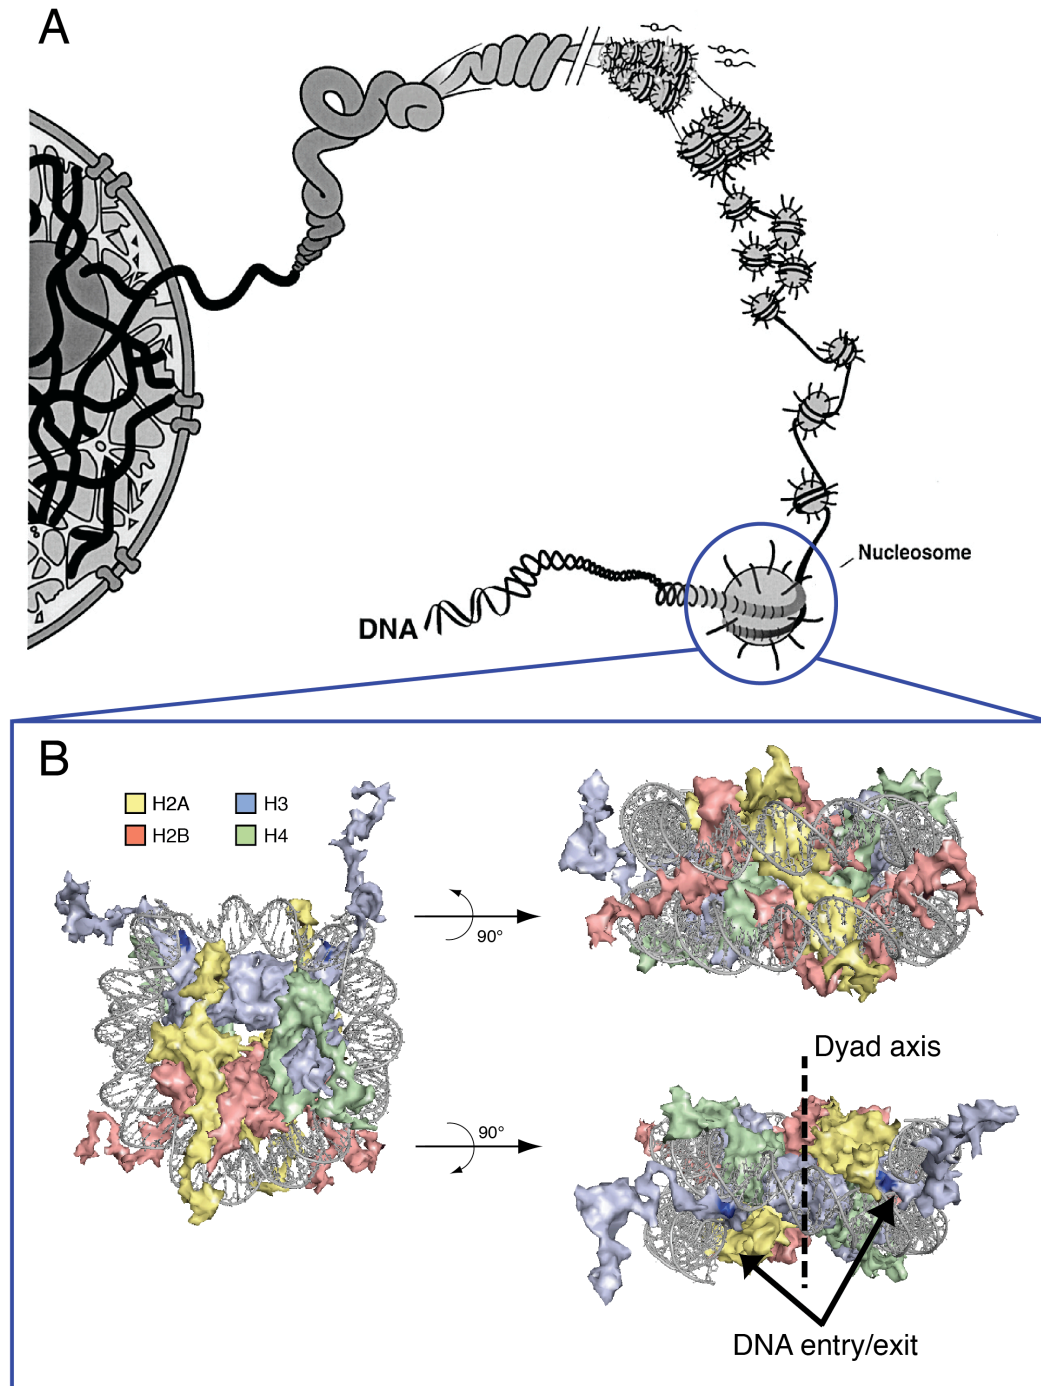 A
Nucleosome
DNA
B
H2A
H3
H2B
H4
90°
90°
Dyad axis
DNA entry/exit